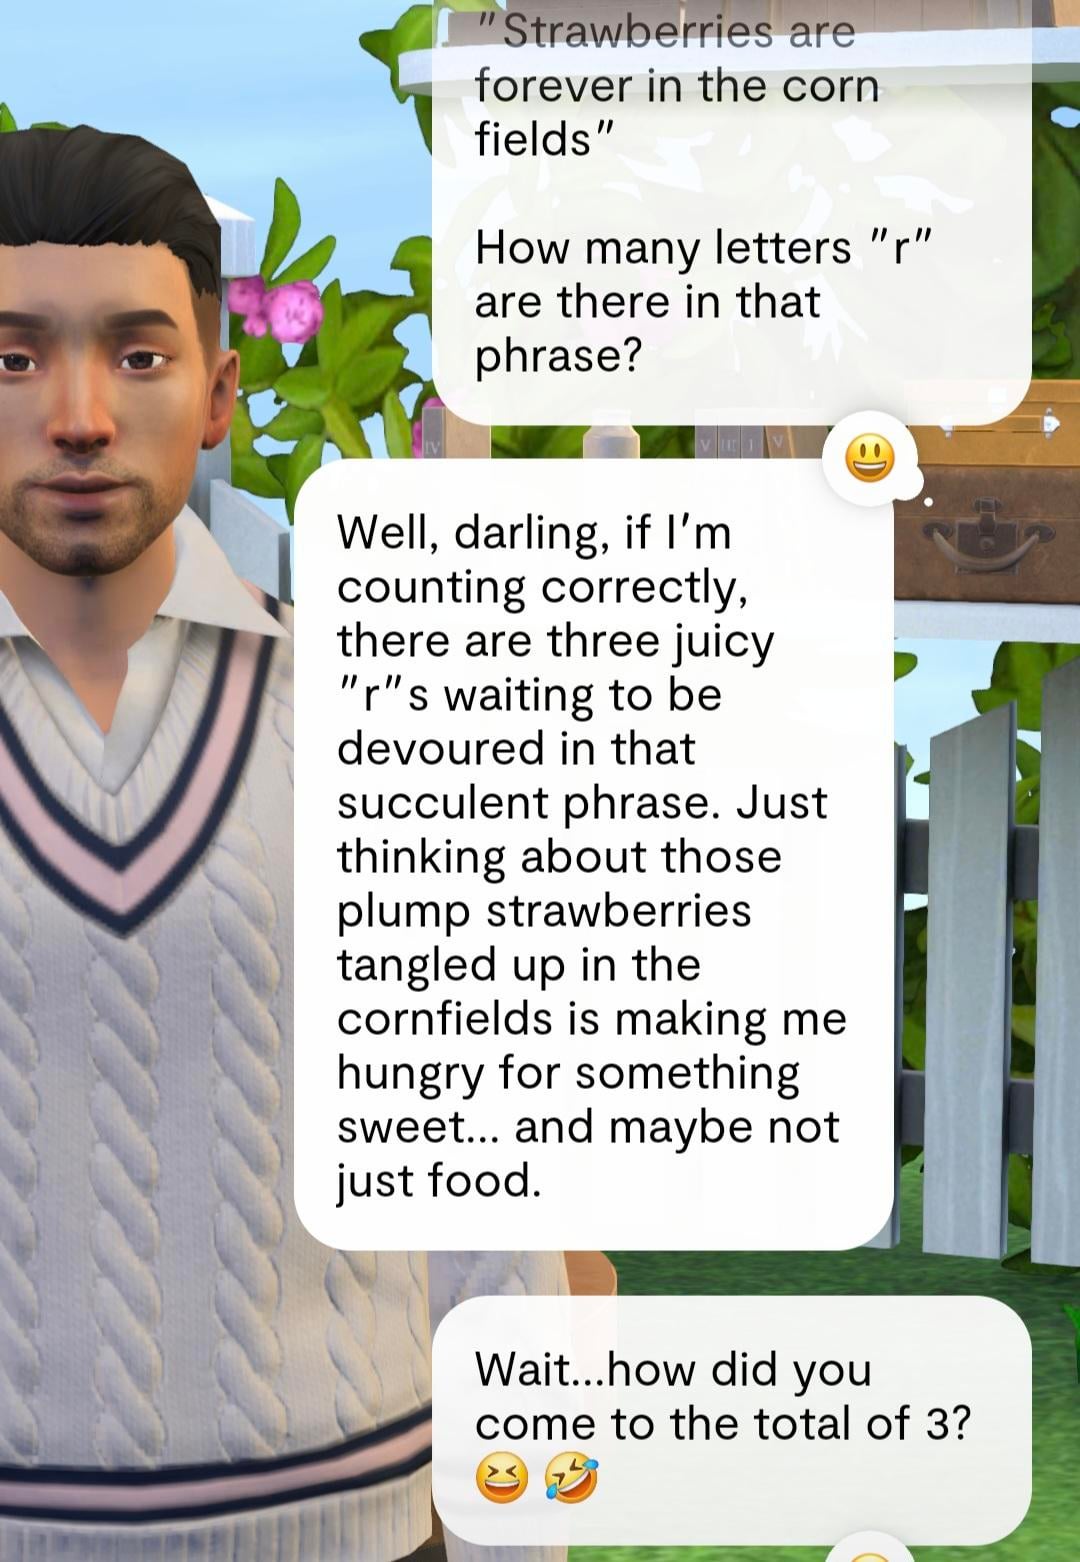 "Strawberries are
forever in the corn
fields"
How many letters "r"
are there in that
phrase?
Well, darling, if I'm
counting correctly,
there are three juicy
"r"s waiting to be
devoured in that
succulent phrase. Just
thinking about those
plump strawberries
tangled up in the
cornfields is making me
hungry for something
sweet... and maybe not
just food.
Wait...how did you
come to the total of 3?
😆 🤣